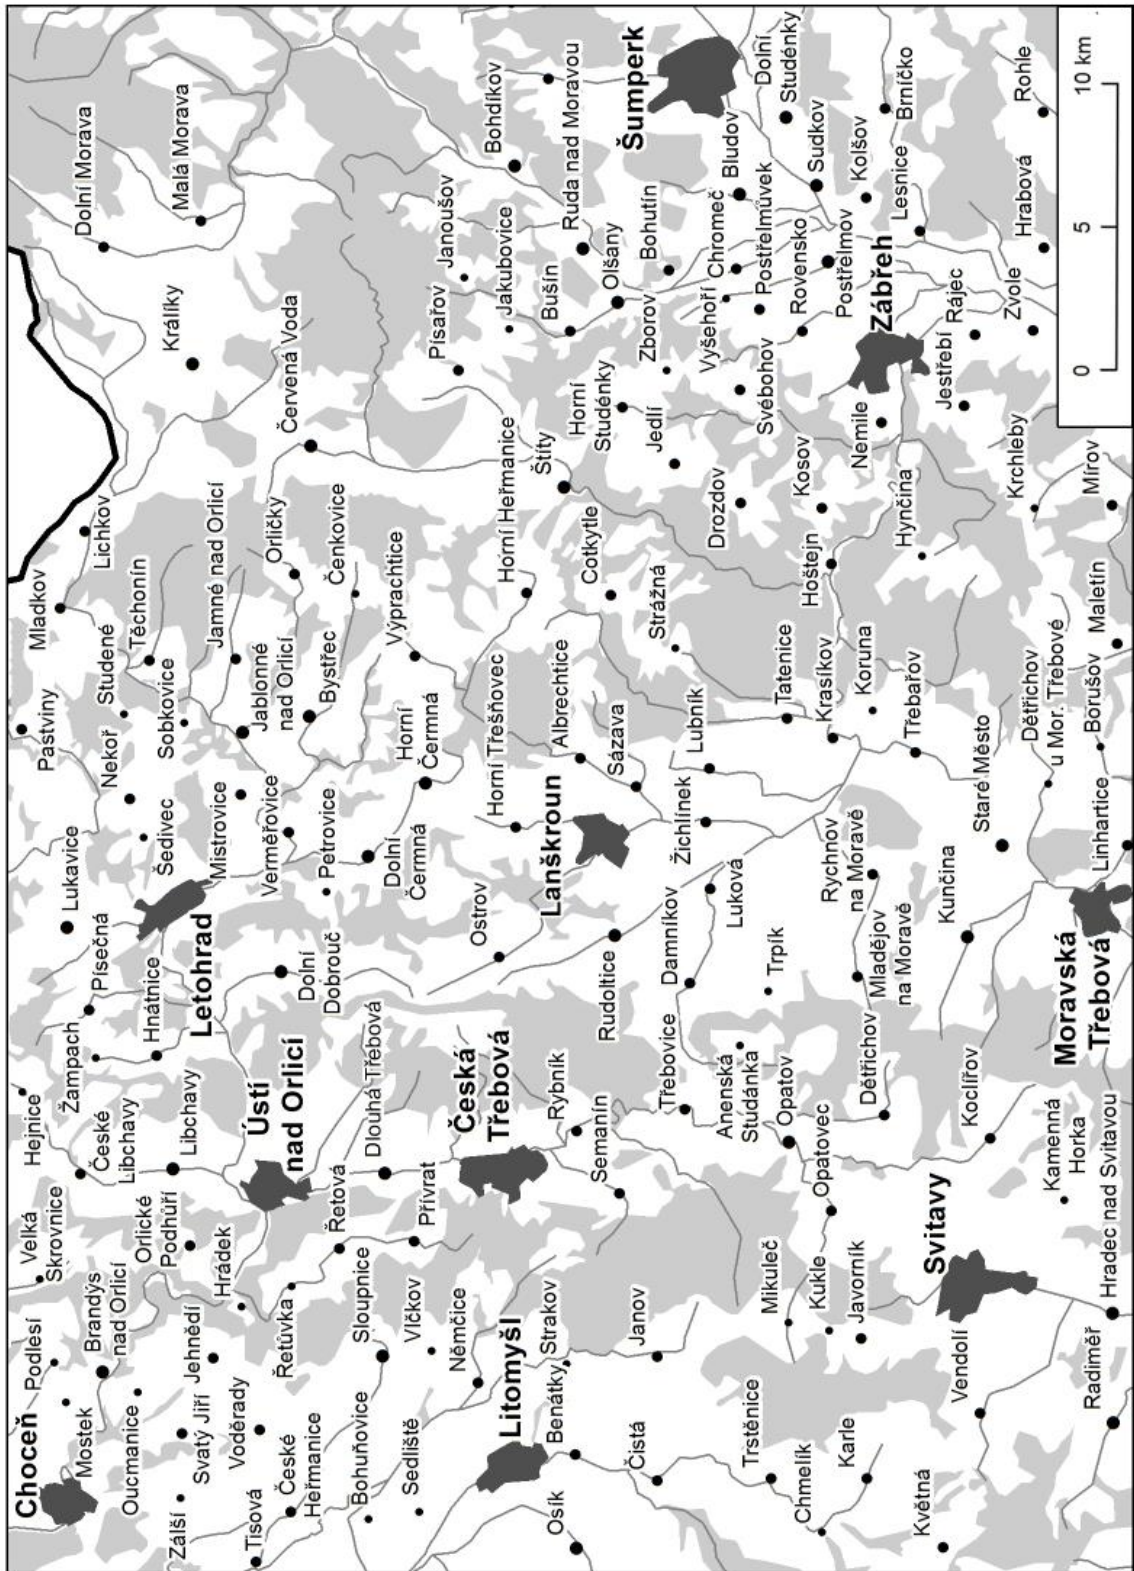 Choceň
Podlesí
Velká
Skrovnice
Hejnice
Pastviny
Mladkov
Mostek
Brandýs
nad Orlicí
České
Libchavy
Žampach
Písečná
Lukavice
Nekoř
Studené
Lichkov
Dolní Morava
Oucmanice
Orlické
Podhůří
Libchavy
Hnátnice
Šedivec
Sobkovice
Těchonín
Králíky
Malá Morava
Zálší
Svatý Jiří
Jehnědí
Hrádek
Letohrad
Mistrovice
Jamné nad Orlicí
Tisová
Voděrady
Ústí
nad Orlicí
Verměřovice
Jablonné
nad Orlicí
Orličky
Červená Voda
České
Heřmanice
Řetůvka
Řetová
Dolní
Dobrouč
Petrovice
Bystřec
Čenkovice
Bohuňovice
Sloupnice
Dlouhá Třebová
Dolní
Čermná
Horní
Čermná
Výprachtice
Sedliště
Vlčkov
Přívrat
Písařov
Janoušov
Němčice
Česká
Třebová
Ostrov
Horní Třešňovec
Horní Heřmanice
Jakubovice
Bohdíkov
Litomyšl
Lanškroun
Štíty
Bušín
Ruda nad Moravou
Osík
Benátky
Strakov
Rybník
Albrechtice
Cotkytle
Horní
Studénky
Olšany
Šumperk
Čistá
Janov
Semanín
Rudoltice
Sázava
Strážná
Jedlí
Zborov
Bohutín
Třebovice
Damníkov
Žichlínek
Lubník
Drozdov
Vyšehoří
Chromeč
Bludov
Anenská
Studánka
Luková
Svébohov
Postřelmůvek
Dolní
Studénky
Trstěnice
Mikuleč
Opatov
Trpík
Tatenice
Kosov
Rovensko
Sudkov
Chmelík
Kukle
Opatovec
Rychnov
na Moravě
Krasíkov
Hoštejn
Postřelmov
Karle
Javorník
Dětřichov
Mladějov
na Moravě
Koruna
Nemile
Zábřeh
Kolšov
Brníčko
Květná
Svitavy
Třebařov
Hynčina
Lesnice
Vendolí
Koclířov
Kunčina
Staré Město
Jestřebí
Rájec
Kamenná
Horka
Dětřichov
u Mor. Třebové
Krchleby
Zvole
Hrabová
Rohle
Radiměř
Hradec nad Svitavou
Moravská
Třebová
Linhartice
Borušov
Maletín
Mírov
0
5
10 km